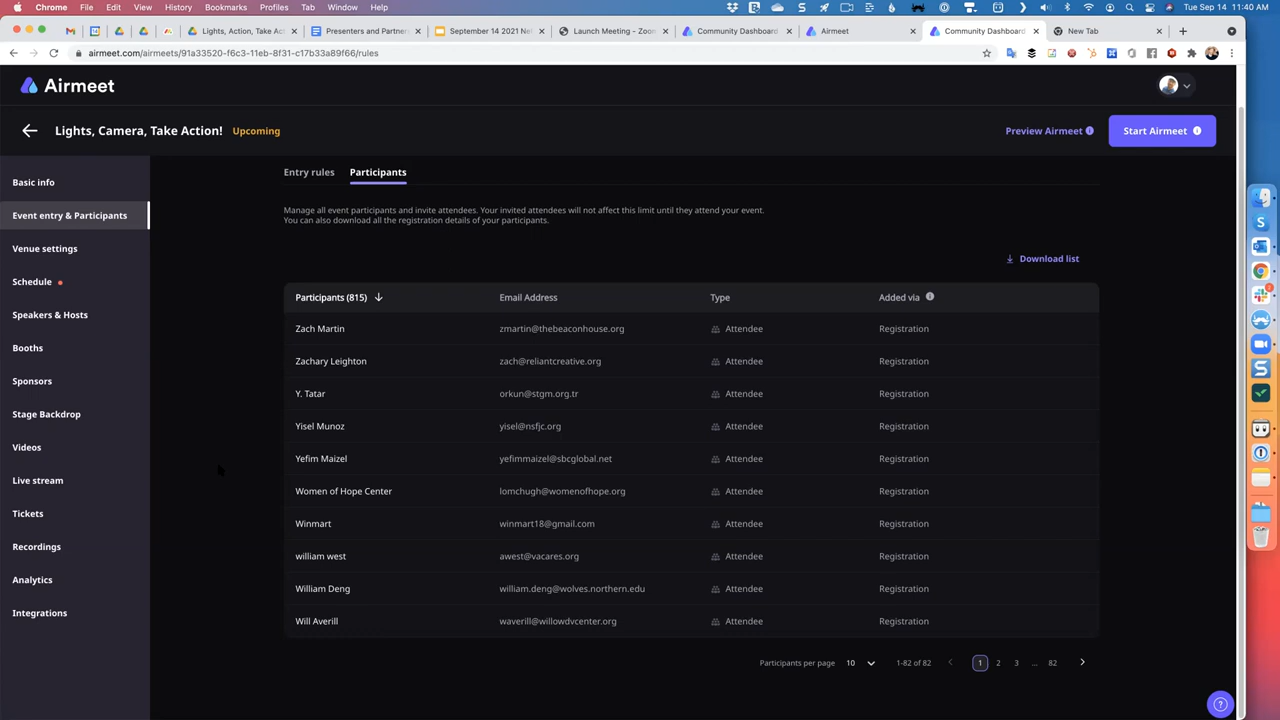 Chrome File Edit View History Bookmarks Profiles Tab Window Help Tue Sep 14 11:40 AM
Lights, Action, Take Ac Presenters and Partner September 14 2021 Ne Launch Meeting - Zoo Community Dashboard Airmeet Community Dashboard New Tab
airmeet.com/airmeets/91a33520-f6c3-11eb-8f31-c17b33a89f66/rules
Airmeet
Lights, Camera, Take Action! Upcoming Preview Airmeet Start Airmeet
Basic info
Event entry & Participants
Venue settings
Schedule
Speakers & Hosts
Booths
Sponsors
Stage Backdrop
Videos
Live stream
Tickets
Recordings
Analytics
Integrations
Entry rules Participants
Manage all event participants and invite attendees. Your invited attendees will not affect this limit until they attend your event.
You can also download all the registration details of your participants.
Download list
Participants (815) Email Address Type Added via
Zach Martin zmartin@thebeaconhouse.org Attendee Registration
Zachary Leighton zach@reliantcreative.org Attendee Registration
Y. Tatar orkun@stgm.org.tr Attendee Registration
Yisel Munoz yisel@nsfjc.org Attendee Registration
Yefim Maizel yefimmaizel@sbcglobal.net Attendee Registration
Women of Hope Center lomchugh@womenofhope.org Attendee Registration
Winmart winmart18@gmail.com Attendee Registration
william west awest@vacares.org Attendee Registration
William Deng william.deng@wolves.northern.edu Attendee Registration
Will Averill waverill@willowdvcenter.org Attendee Registration
Participants per page 10 1-82 of 82 1 2 3 ... 82